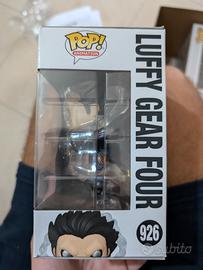 POP!
ANIMATION
LUFFY GEAR FOUR
926
subito